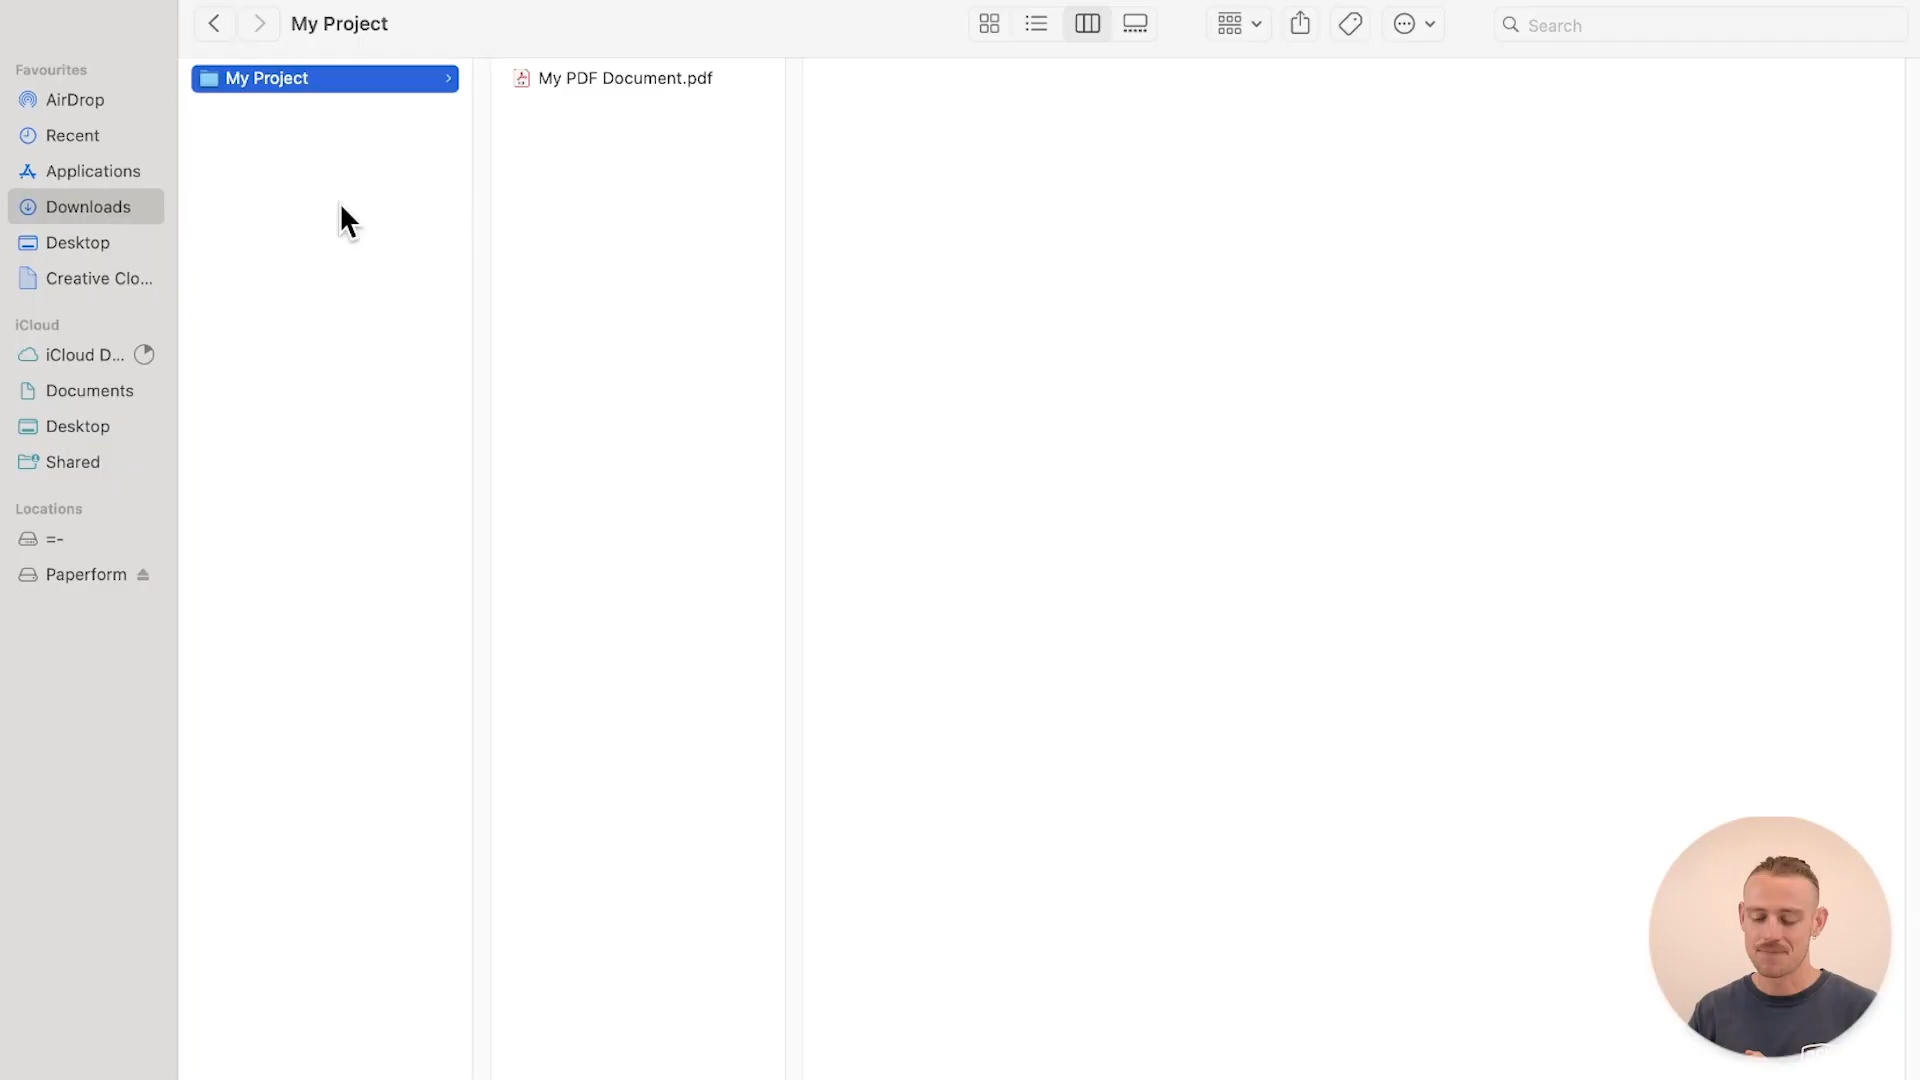 My Project
Search
Favourites
AirDrop
Recent
Applications
Downloads
Desktop
Creative Clo...
iCloud
iCloud D...
Documents
Desktop
Shared
Locations
=-
Paperform
My Project
My PDF Document.pdf